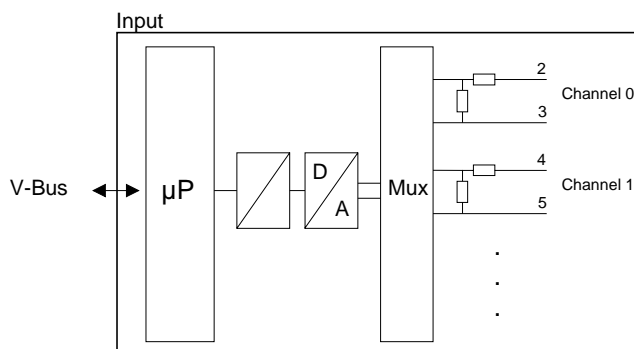 Input
2
Channel 0
3
D
V-Bus
µP
Mux
4
Channel 1
A
5
.
.
.